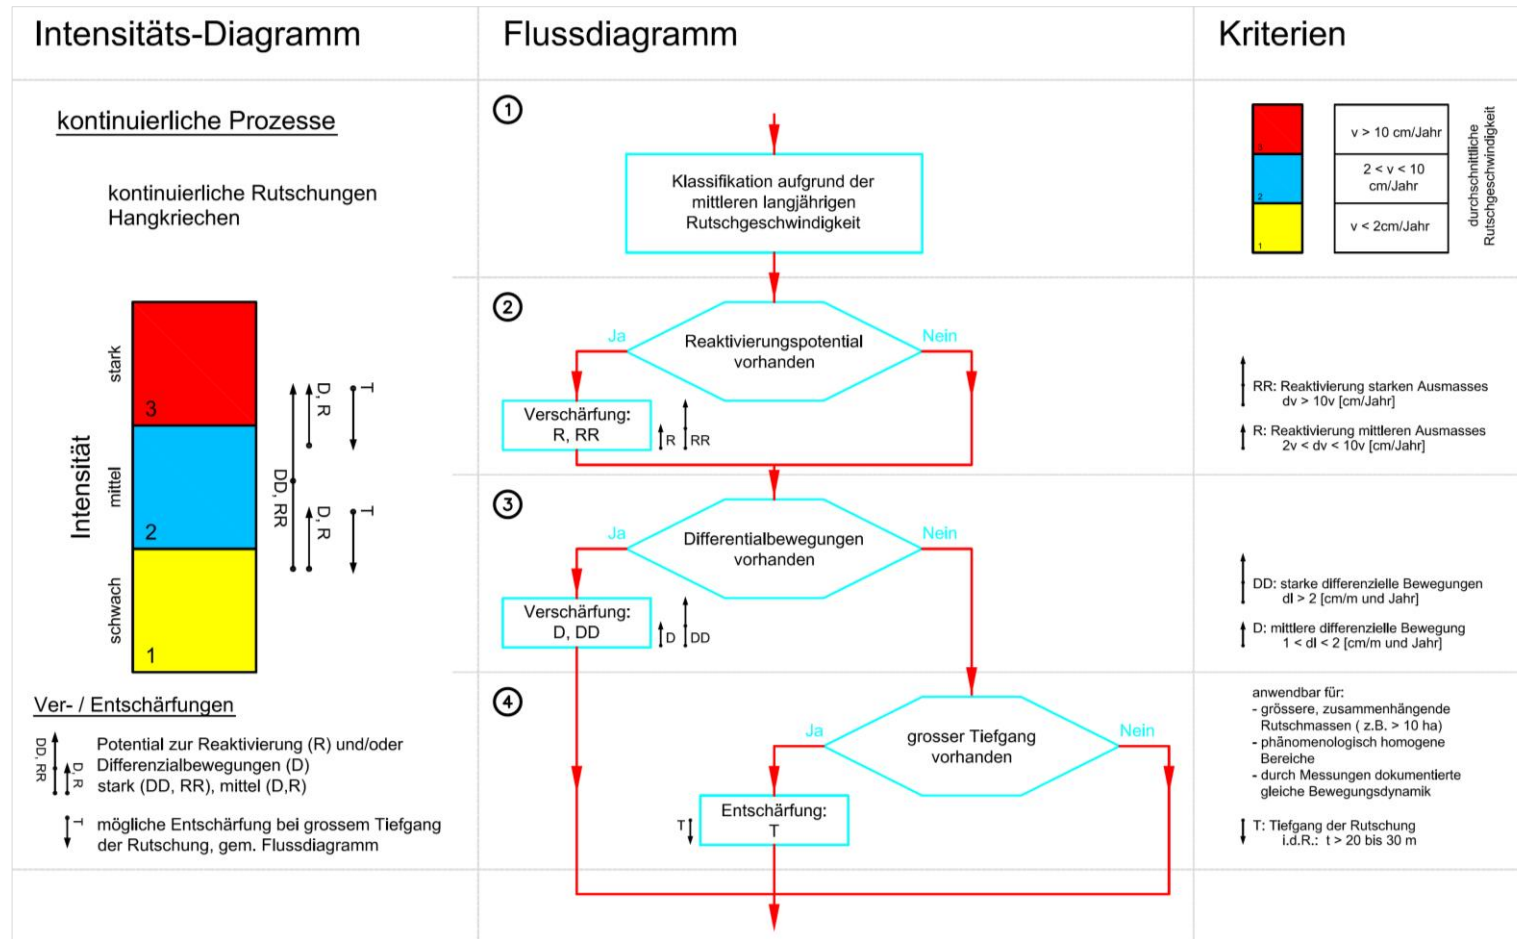 Intensitäts-Diagramm
kontinuierliche Prozesse
kontinuierliche Rutschungen
Hangkriechen
Intensität
stark
mittel
schwach
3
2
1
DD, RR
D, R
D, R
T
T
Ver- / Entschärfungen
DD, RR
D, R
Potential zur Reaktivierung (R) und/oder
Differenzialbewegungen (D)
stark (DD, RR), mittel (D,R)
T
mögliche Entschärfung bei grossem Tiefgang
der Rutschung, gem. Flussdiagramm
Flussdiagramm
1
Klassifikation aufgrund der
mittleren langjährigen
Rutschgeschwindigkeit
2
Ja
Reaktivierungspotential
vorhanden
Nein
Verschärfung:
R, RR
R
RR
3
Ja
Differentialbewegungen
vorhanden
Nein
Verschärfung:
D, DD
D
DD
4
Ja
grosser Tiefgang
vorhanden
Nein
T
Entschärfung:
T
Kriterien
3
2
1
v > 10 cm/Jahr
2 < v < 10
cm/Jahr
v < 2cm/Jahr
durchschnittliche
Rutschgeschwindigkeit
RR: Reaktivierung starken Ausmasses
dv > 10v [cm/Jahr]
R: Reaktivierung mittleren Ausmasses
2v < dv < 10v [cm/Jahr]
DD: starke differenzielle Bewegungen
dl > 2 [cm/m und Jahr]
D: mittlere differenzielle Bewegung
1 < dl < 2 [cm/m und Jahr]
anwendbar für:
- grössere, zusammenhängende
Rutschmassen ( z.B. > 10 ha)
- phänomenologisch homogene
Bereiche
- durch Messungen dokumentierte
gleiche Bewegungsdynamik
T: Tiefgang der Rutschung
i.d.R.: t > 20 bis 30 m